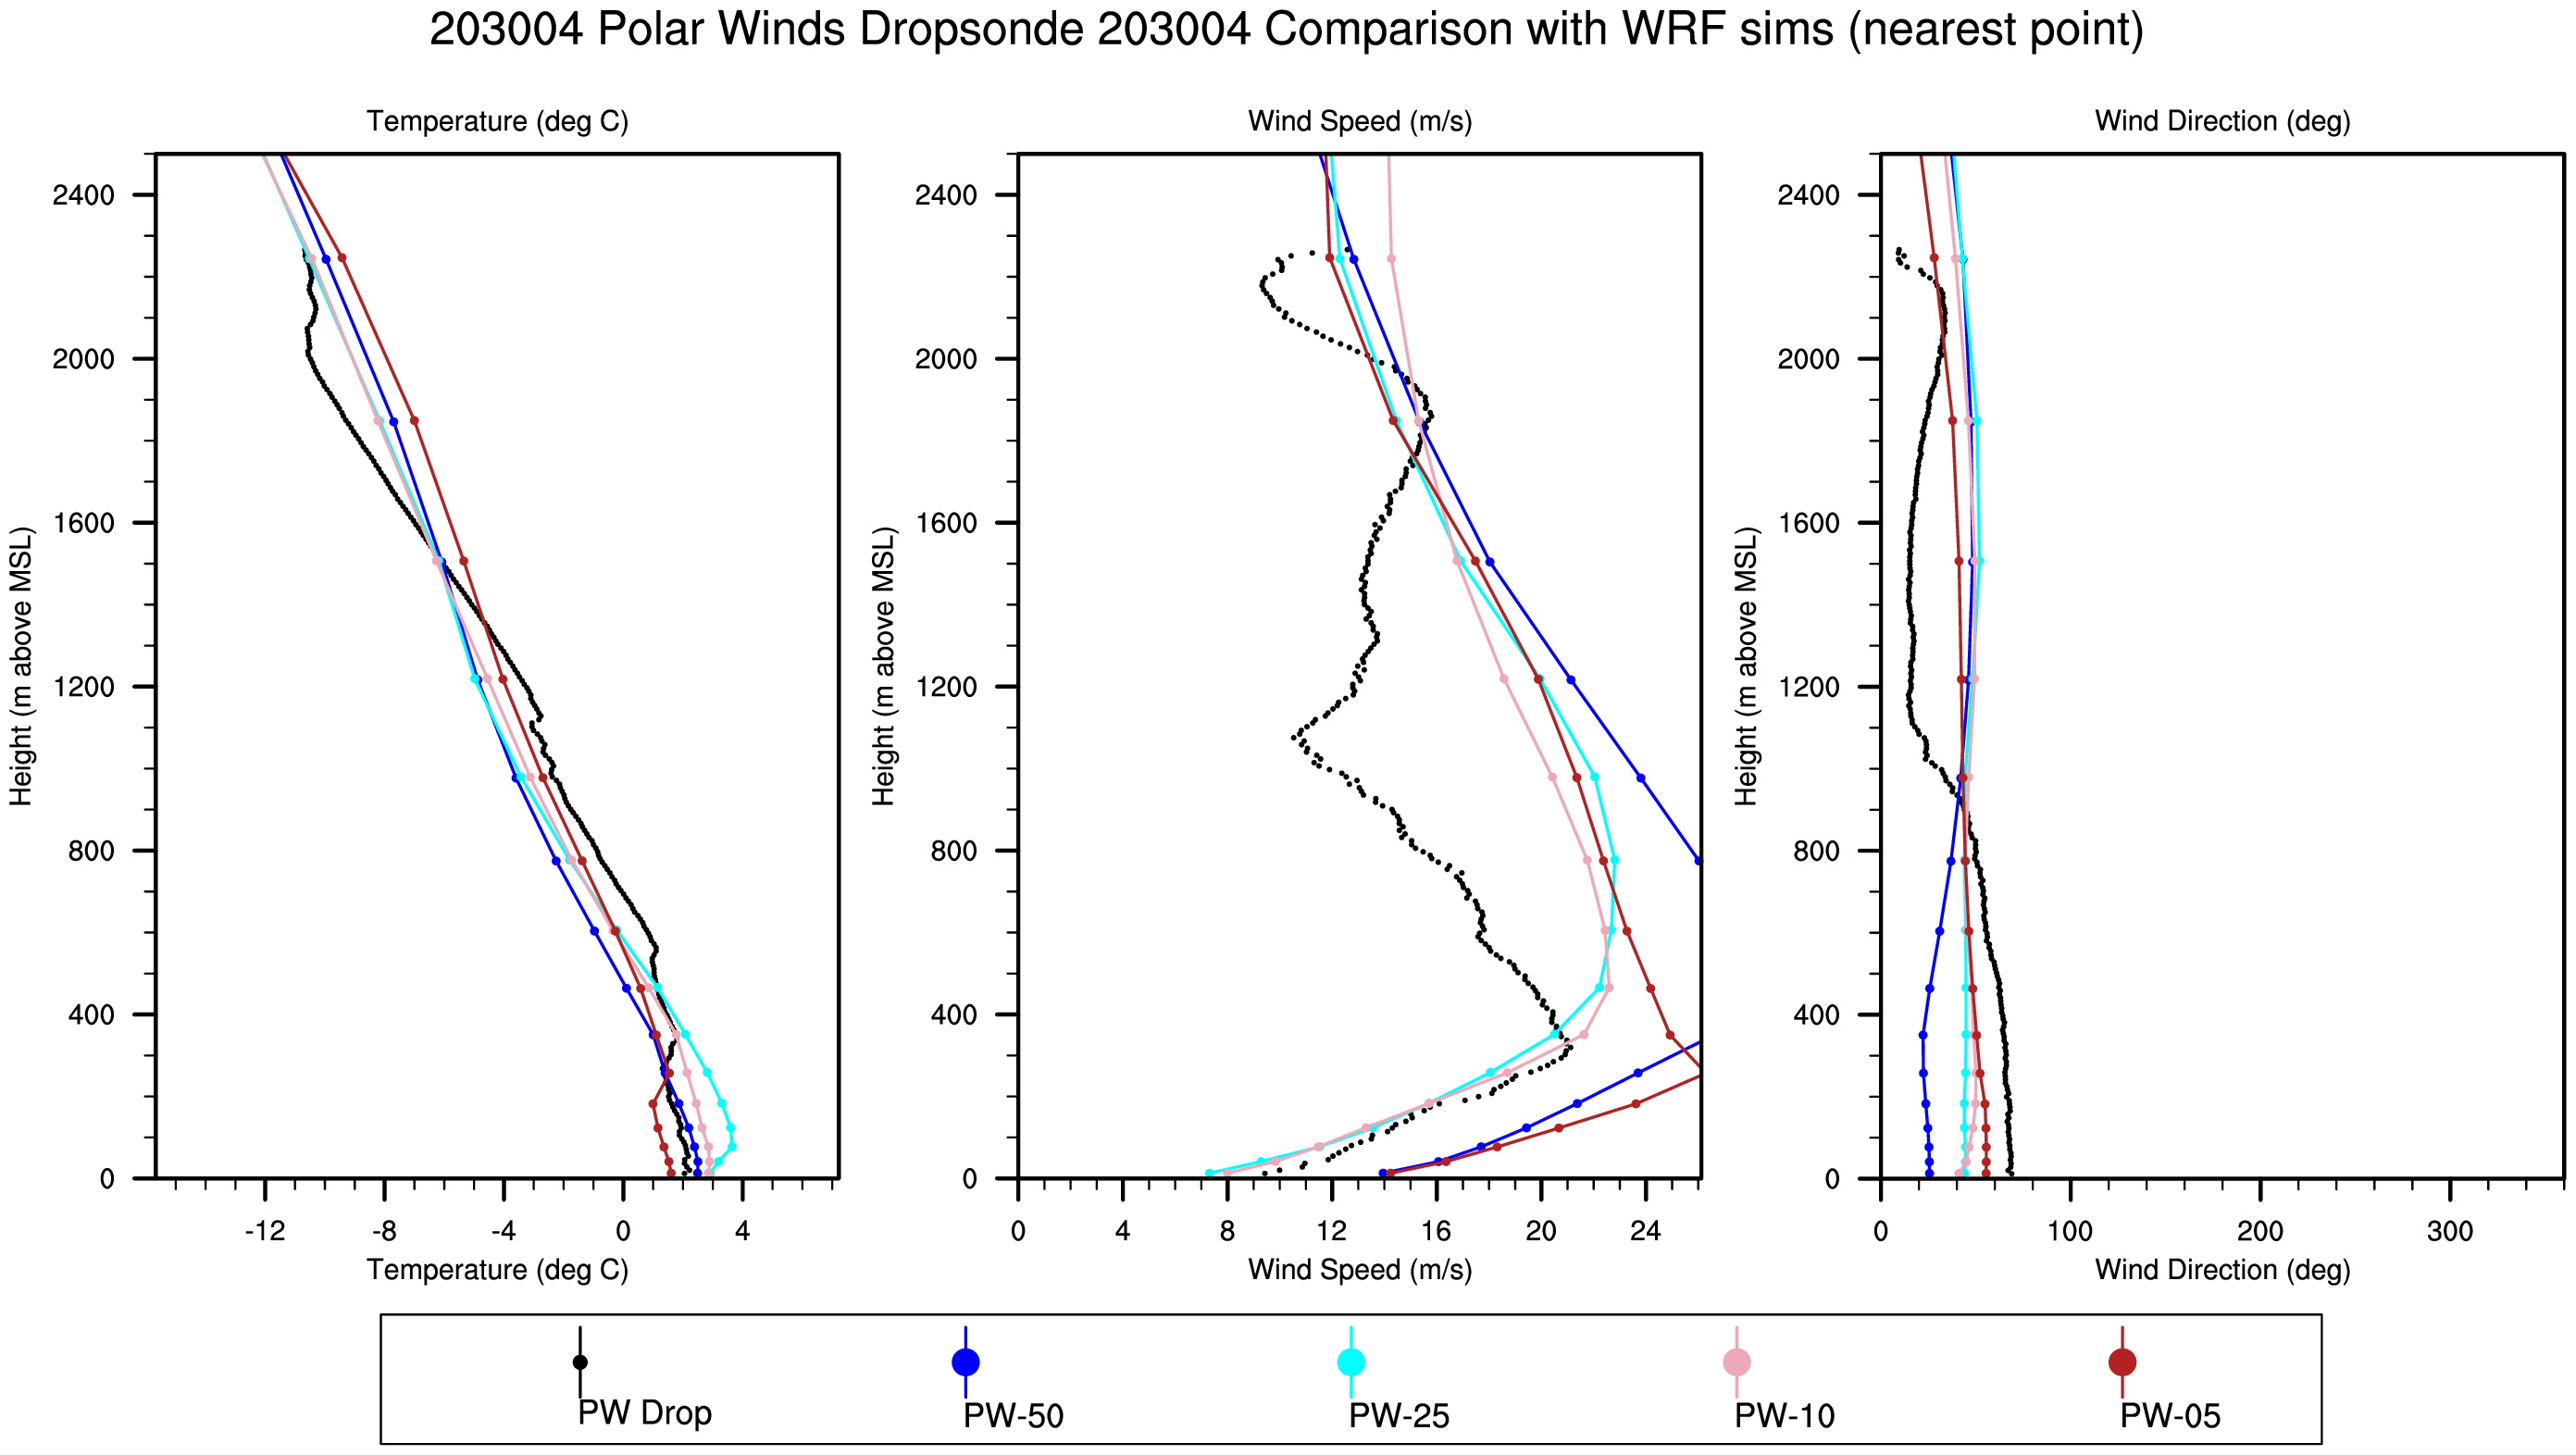 203004 Polar Winds Dropsonde 203004 Comparison with WRF sims (nearest point)
Temperature (deg C)
Wind Speed (m/s)
Wind Direction (deg)
2400
2000
1600
1200
800
400
0
Height (m above MSL)
-12 -8 -4 0 4
Temperature (deg C)
2400
2000
1600
1200
800
400
0
Height (m above MSL)
0 4 8 12 16 20 24
Wind Speed (m/s)
2400
2000
1600
1200
800
400
0
Height (m above MSL)
0 100 200 300
Wind Direction (deg)
PW Drop
PW-50
PW-25
PW-10
PW-05